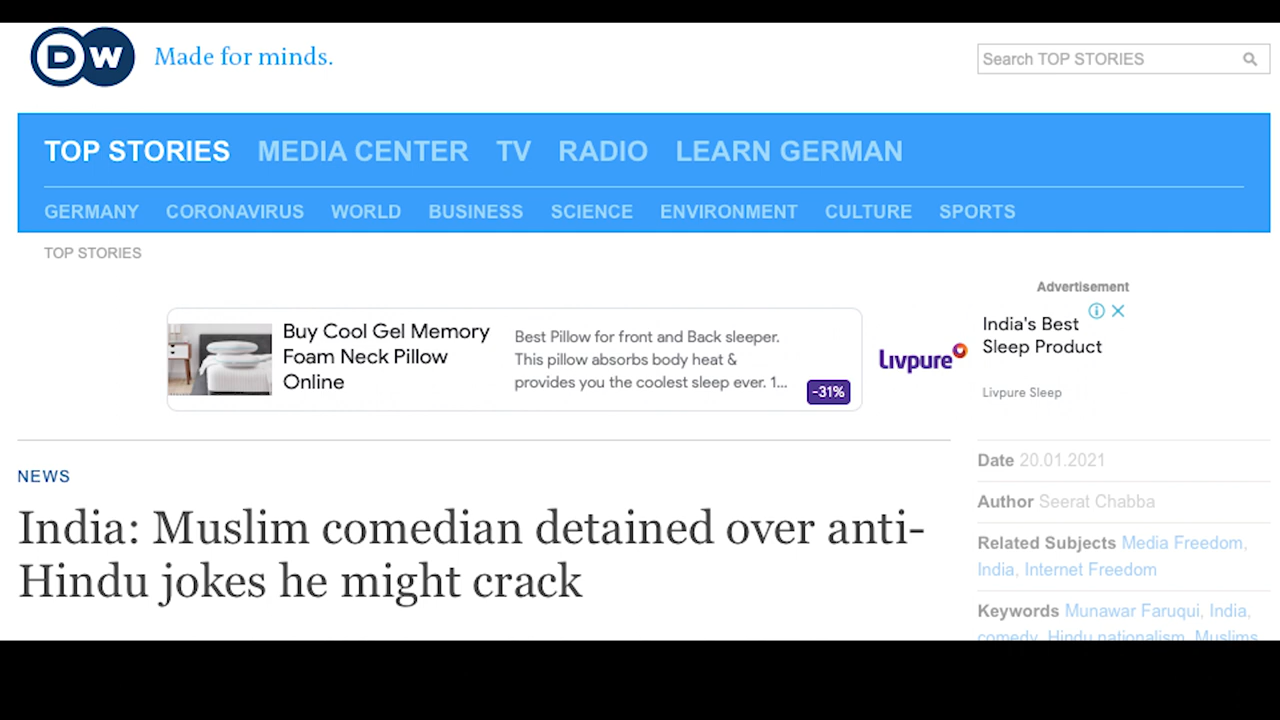 DW Made for minds.
Search TOP STORIES
TOP STORIES MEDIA CENTER TV RADIO LEARN GERMAN
GERMANY CORONAVIRUS WORLD BUSINESS SCIENCE ENVIRONMENT CULTURE SPORTS
TOP STORIES
Advertisement
Buy Cool Gel Memory
Foam Neck Pillow
Online
Best Pillow for front and Back sleeper.
This pillow absorbs body heat &
provides you the coolest sleep ever. 1...
-31%
Livpure
India's Best
Sleep Product
Livpure Sleep
NEWS
India: Muslim comedian detained over anti-
Hindu jokes he might crack
Date 20.01.2021
Author Seerat Chabba
Related Subjects Media Freedom,
India, Internet Freedom
Keywords Munawar Faruqui, India,
comedy, Hindu nationalism, Muslims